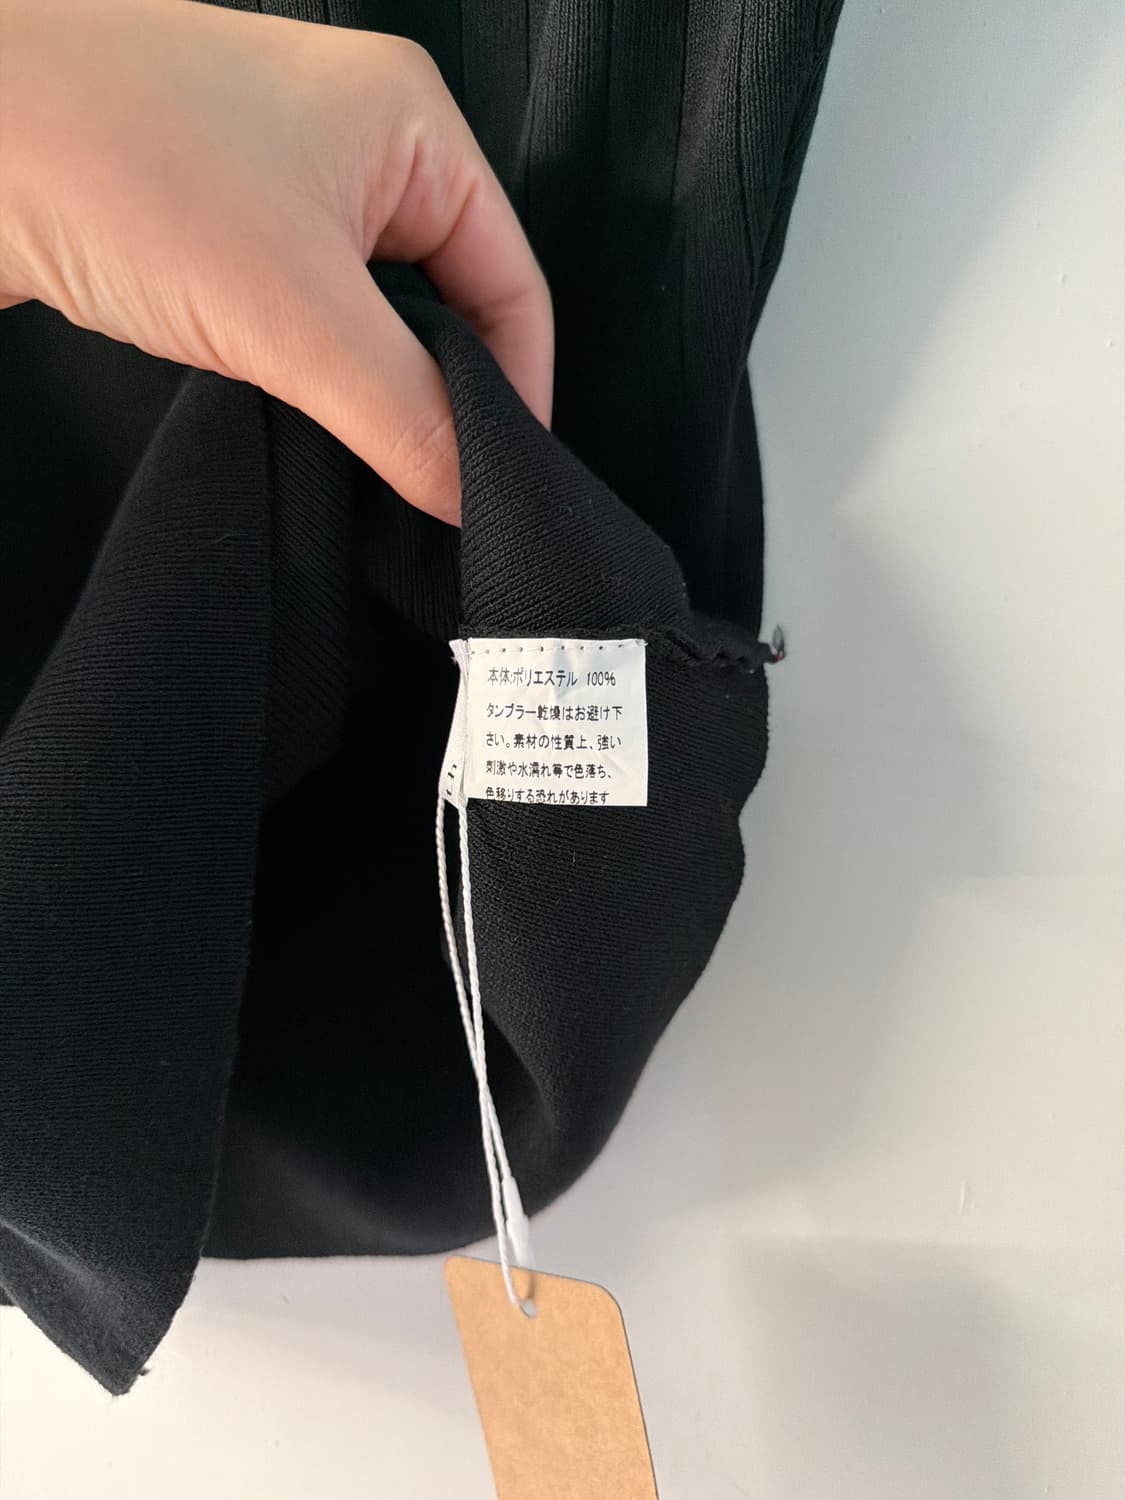 本体:ポリエステル 100%
タンブラー乾燥はお避け下
さい。素材の性質上、強い
刺激や水濡れ等で色落ち、
色移りする恐れがあります